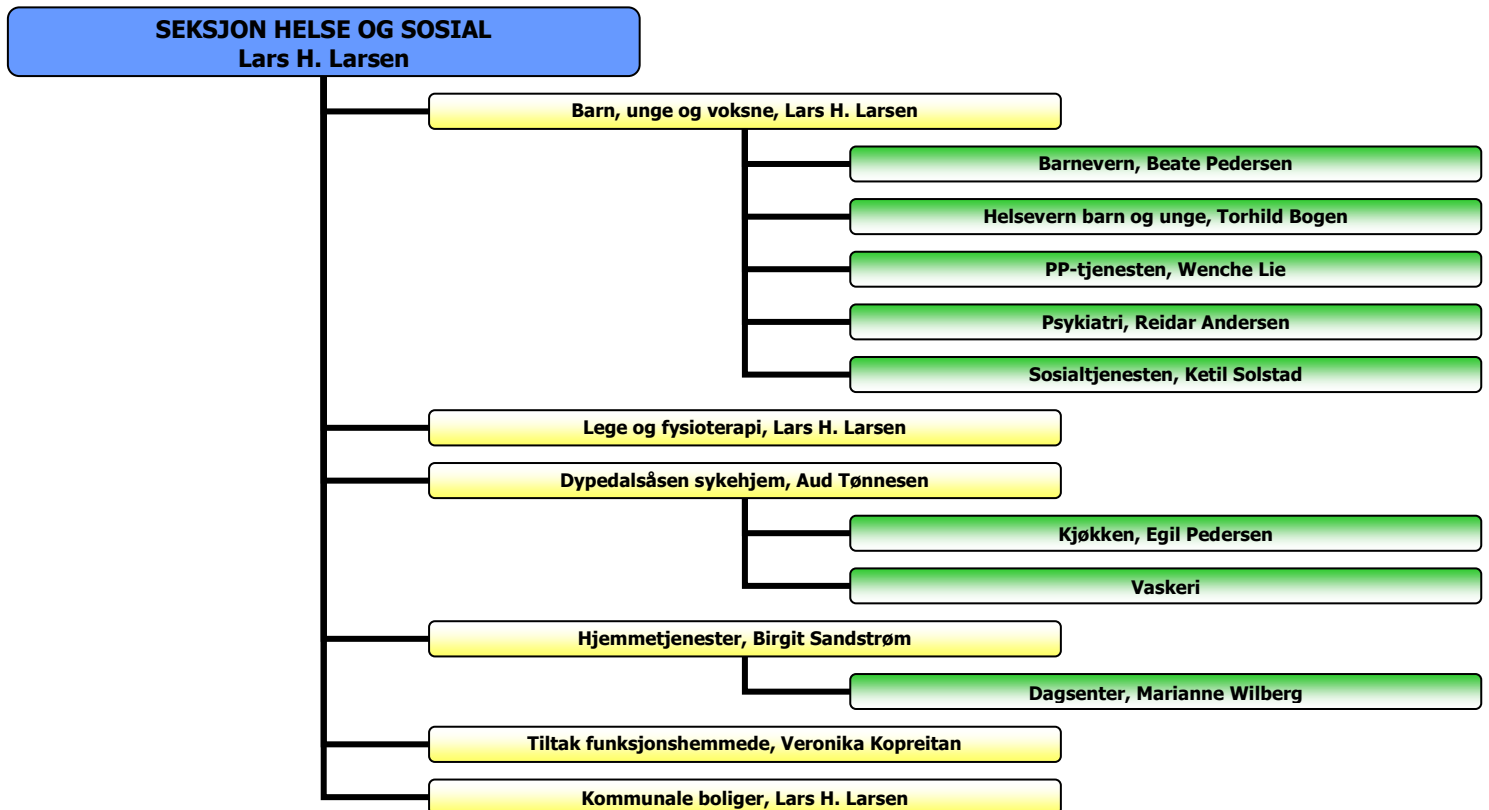 SEKSJON HELSE OG SOSIAL
Lars H. Larsen
Barn, unge og voksne, Lars H. Larsen
Barnevern, Beate Pedersen
Helsevern barn og unge, Torhild Bogen
PP-tjenesten, Wenche Lie
Psykiatri, Reidar Andersen
Sosialtjenesten, Ketil Solstad
Lege og fysioterapi, Lars H. Larsen
Dypedalsåsen sykehjem, Aud Tønnesen
Kjøkken, Egil Pedersen
Vaskeri
Hjemmetjenester, Birgit Sandstrøm
Dagsenter, Marianne Wilberg
Tiltak funksjonshemmede, Veronika Kopreitan
Kommunale boliger, Lars H. Larsen